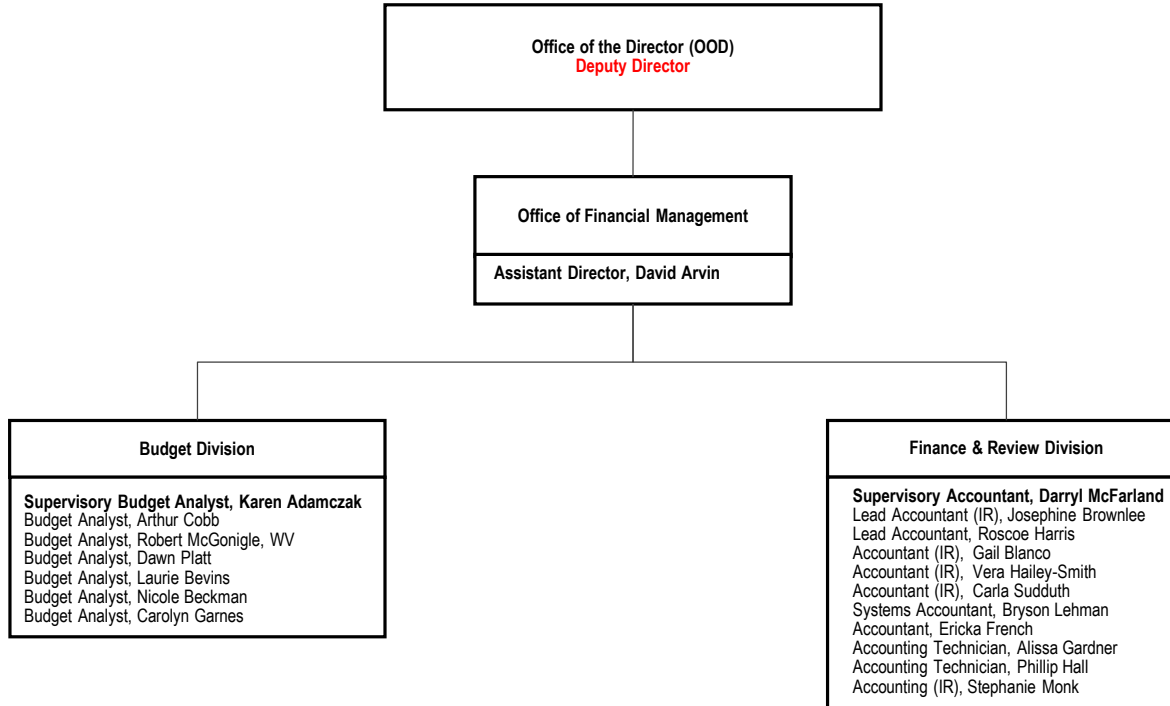 Office of the Director (OOD)
Deputy Director
Office of Financial Management
Assistant Director, David Arvin
Budget Division
Supervisory Budget Analyst, Karen Adamczak
Budget Analyst, Arthur Cobb
Budget Analyst, Robert McGonigle, WV
Budget Analyst, Dawn Platt
Budget Analyst, Laurie Bevins
Budget Analyst, Nicole Beckman
Budget Analyst, Carolyn Garnes
Finance & Review Division
Supervisory Accountant, Darryl McFarland
Lead Accountant (IR), Josephine Brownlee
Lead Accountant, Roscoe Harris
Accountant (IR),  Gail Blanco
Accountant (IR),  Vera Hailey-Smith
Accountant (IR),  Carla Sudduth
Systems Accountant, Bryson Lehman
Accountant, Ericka French
Accounting Technician, Alissa Gardner
Accounting Technician, Phillip Hall
Accounting (IR), Stephanie Monk